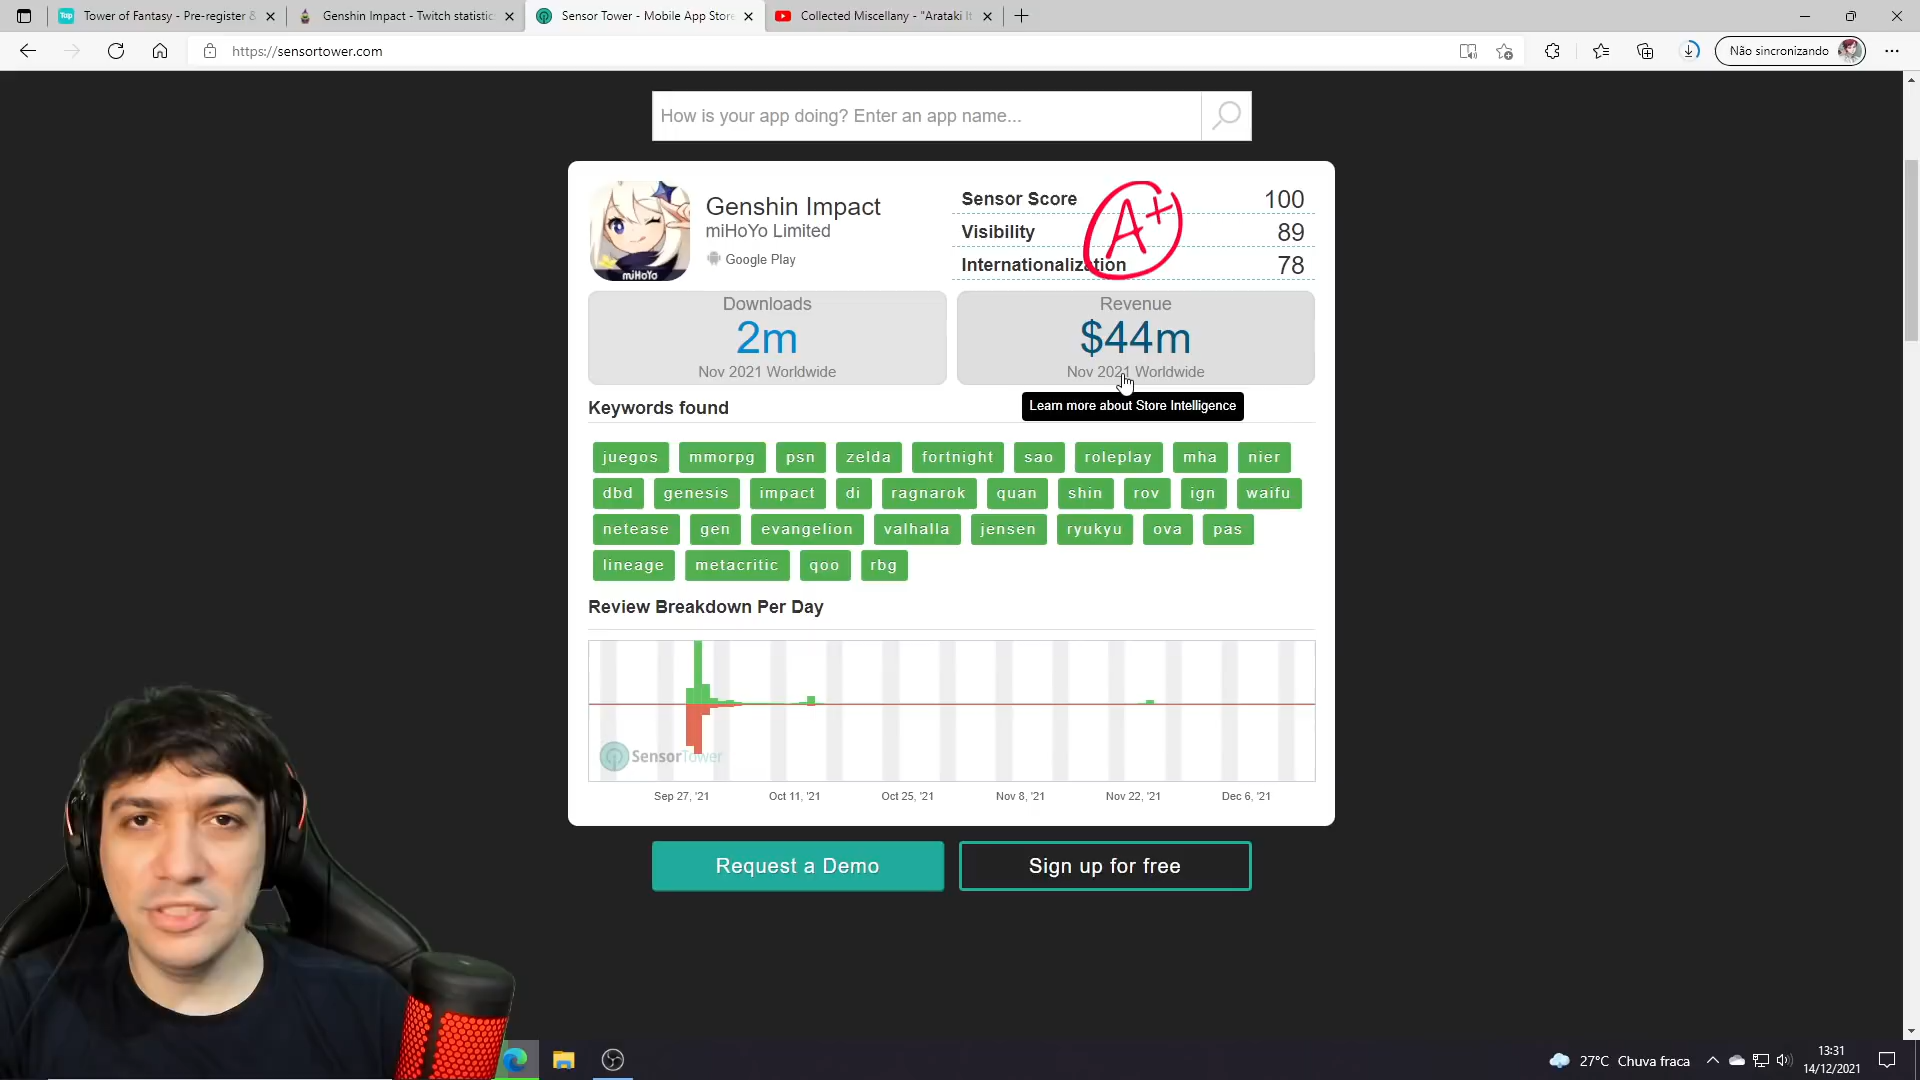 Tower of Fantasy - Pre-register &
Genshin Impact - Twitch statistic
Sensor Tower - Mobile App Store
Collected Miscellany - "Arataki It
https://sensortower.com
Não sincronizando
How is your app doing? Enter an app name...
Genshin Impact
miHoYo Limited
Google Play
miHoYo
Sensor Score 100
Visibility 89
Internationalization 78
A+
Downloads
2m
Nov 2021 Worldwide
Revenue
$44m
Nov 2021 Worldwide
Learn more about Store Intelligence
Keywords found
juegos mmorpg psn zelda fortnight sao roleplay mha nier
dbd genesis impact di ragnarok quan shin rov ign waifu
netease gen evangelion valhalla jensen ryukyu ova pas
lineage metacritic qoo rbg
Review Breakdown Per Day
SensorTower
Sep 27, '21 Oct 11, '21 Oct 25, '21 Nov 8, '21 Nov 22, '21 Dec 6, '21
Request a Demo
Sign up for free
27°C Chuva fraca
13:31
14/12/2021